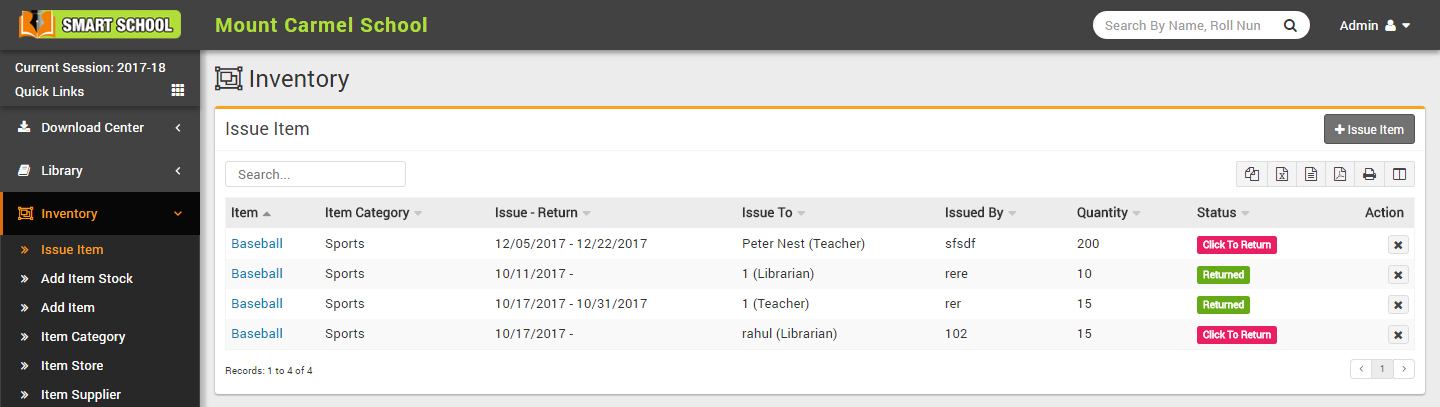 SMART SCHOOL Mount Carmel School Search By Name, Roll Nun Admin
Current Session: 2017-18
Quick Links
Inventory
Download Center
Library
Inventory
Issue Item
Add Item Stock
Add Item
Item Category
Item Store
Item Supplier
Issue Item Issue Item
Search...
Item Item Category Issue - Return Issue To Issued By Quantity Status Action
Baseball Sports 12/05/2017 - 12/22/2017 Peter Nest (Teacher) sfsdf 200 Click To Return
Baseball Sports 10/11/2017 - 1 (Librarian) rere 10 Returned
Baseball Sports 10/17/2017 - 10/31/2017 1 (Teacher) rer 15 Returned
Baseball Sports 10/17/2017 - rahul (Librarian) 102 15 Click To Return
Records: 1 to 4 of 4 1